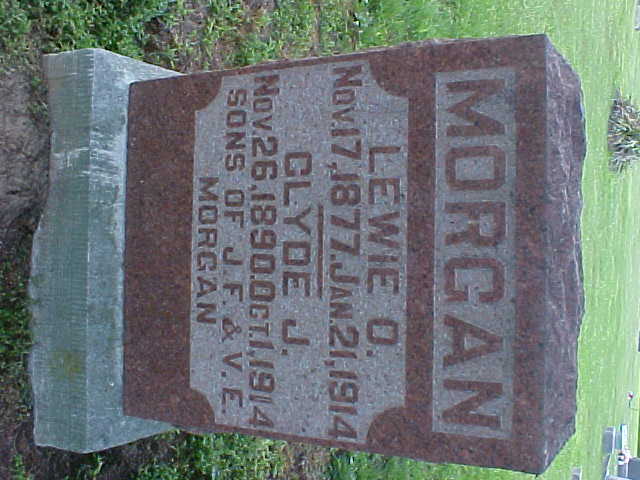 MORGAN
LEWIE O.
NOV. 17, 1877. JAN. 21, 1914
CLYDE J.
NOV. 26, 1890 OCT. 1, 1914
SONS OF J. F. & V. E.
MORGAN